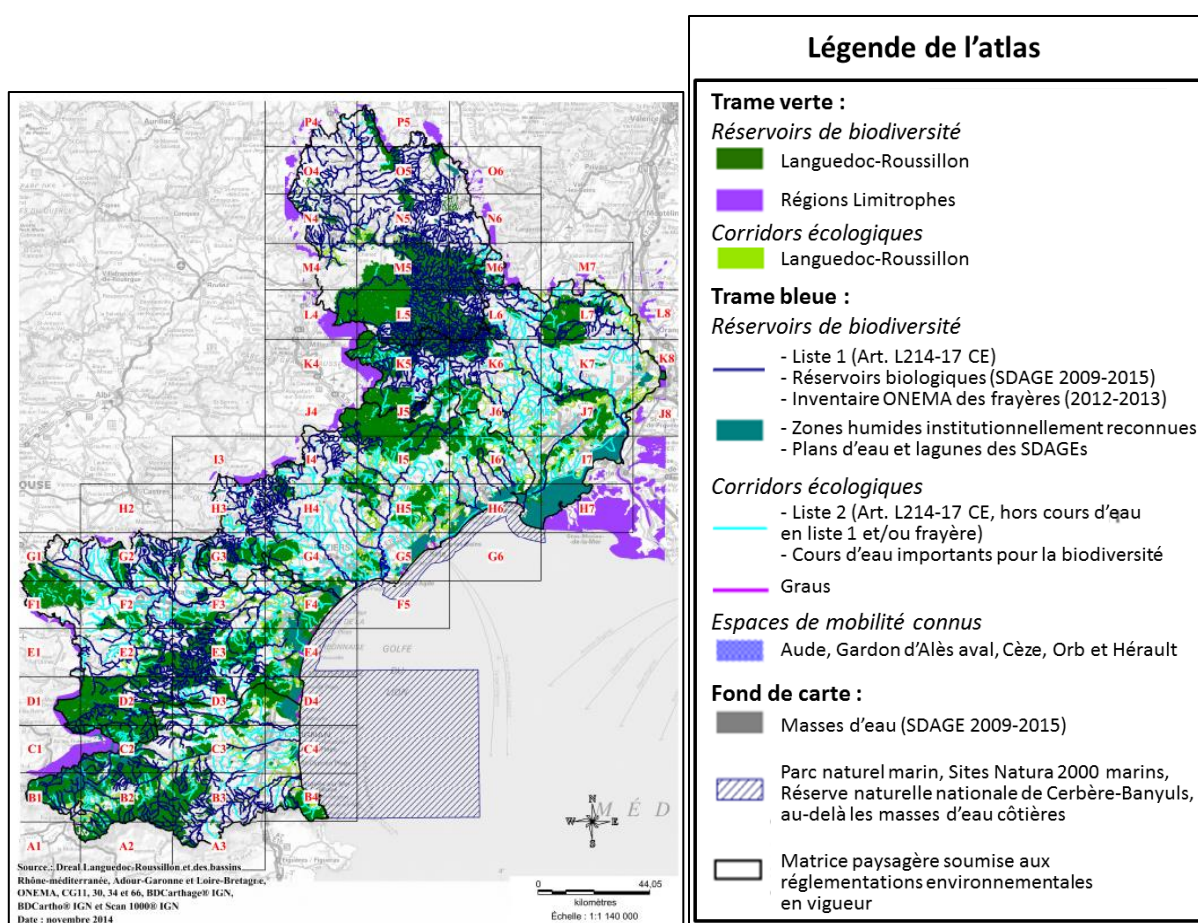 Légende de l'atlas
Trame verte :
Réservoirs de biodiversité
Languedoc-Roussillon
Régions Limitrophes
Corridors écologiques
Languedoc-Roussillon
Trame bleue :
Réservoirs de biodiversité
- Liste 1 (Art. L214-17 CE)
- Réservoirs biologiques (SDAGE 2009-2015)
- Inventaire ONEMA des frayères (2012-2013)
- Zones humides institutionnellement reconnues
- Plans d'eau et lagunes des SDAGEs
Corridors écologiques
- Liste 2 (Art. L214-17 CE, hors cours d'eau
en liste 1 et/ou frayère)
- Cours d'eau importants pour la biodiversité
Graus
Espaces de mobilité connus
Aude, Gardon d'Alès aval, Cèze, Orb et Hérault
Fond de carte :
Masses d'eau (SDAGE 2009-2015)
Parc naturel marin, Sites Natura 2000 marins,
Réserve naturelle nationale de Cerbère-Banyuls,
au-delà les masses d'eau côtières
Matrice paysagère soumise aux
réglementations environnementales
en vigueur
P4 P5
O4 O5 O6
N4 N5 N6
M4 M5 M6 M7
L4 L5 L6 L7 L8
K4 K5 K6 K7 K8
J4 J5 J6 J7 J8
I3 I4 I5 I6 I7
H2 H3 H4 H5 H6 H7
G1 G2 G3 G4 G5 G6
F1 F2 F3 F4 F5
E1 E2 E3 E4
D1 D2 D3 D4
C1 C2 C3 C4
B1 B2 B3 B4
A1 A2 A3
Aurillac
Rodez
Albi
Castres
GOLFE
DU
LION
M É D
N
W E
S
Source : Dreal Languedoc-Roussillon et des bassins
Rhône-méditerranée, Adour-Garonne et Loire-Bretagne,
ONEMA, CG11, 30, 34 et 66, BDCarthage® IGN,
BDCartho® IGN et Scan 1000® IGN
Date : novembre 2014
0 44,05
kilomètres
Échelle : 1:1 140 000